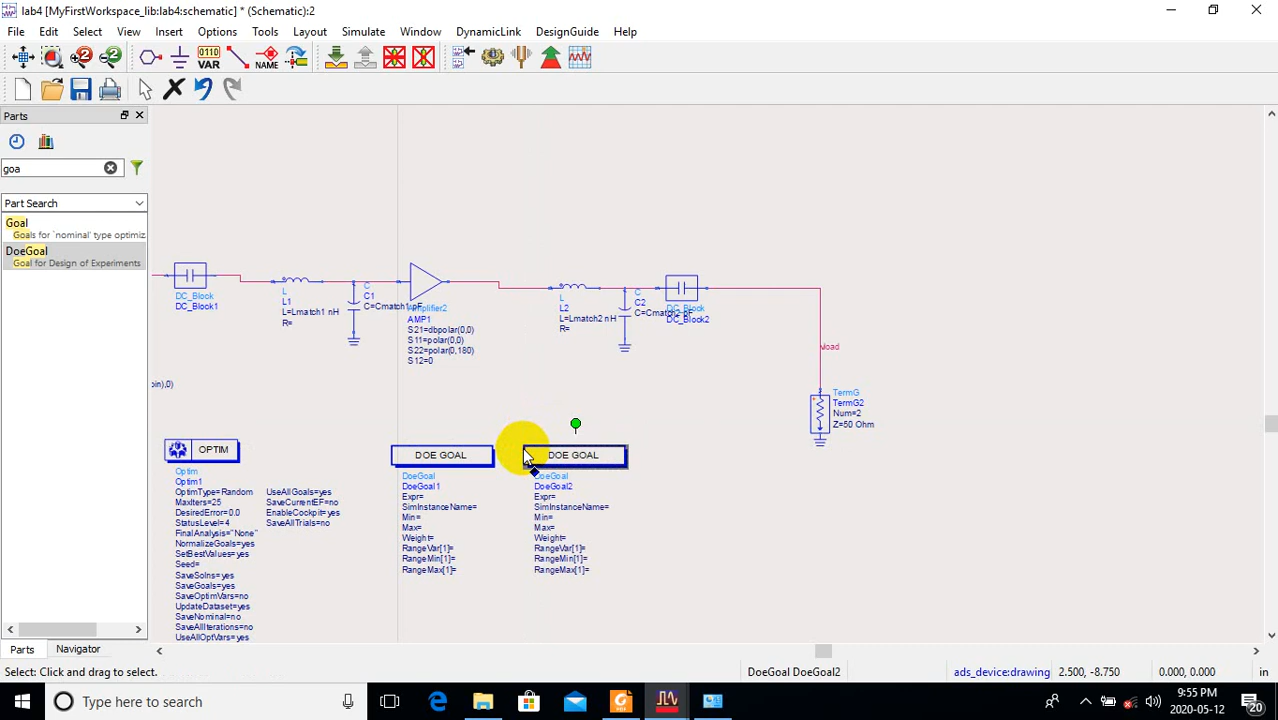 lab4 [MyFirstWorkspace_lib:lab4:schematic] * (Schematic):2
File Edit Select View Insert Options Tools Layout Simulate Window DynamicLink DesignGuide Help
0110
VAR
NAME
Parts
goa
Part Search
Goal
Goals for `nominal' type optimiz
DoeGoal
Goal for Design of Experiments
DC_Block
DC_Block1
L
L1
L=Lmatch1 nH
R=
C
C1
C=Cmatch1 pF
Amplifier2
AMP1
S21=dbpolar(0,0)
S11=polar(0,0)
S22=polar(0,180)
S12=0
L
L2
L=Lmatch2 nH
R=
C
C2
C=Cmatch2 pF
DC_Block
DC_Block2
TermG
TermG2
Num=2
Z=50 Ohm
OPTIM
Optim
Optim1
OptimType=Random
MaxIters=25
DesiredError=0.0
StatusLevel=4
FinalAnalysis="None"
NormalizeGoals=yes
SetBestValues=yes
Seed=
SaveSolns=yes
SaveGoals=yes
SaveOptimVars=no
UpdateDataset=yes
SaveNominal=no
SaveAllIterations=no
UseAllOptVars=yes
UseAllGoals=yes
SaveCurrentEF=no
EnableCockpit=yes
SaveAllTrials=no
DOE GOAL
DoeGoal
DoeGoal1
Expr=
SimInstanceName=
Min=
Max=
Weight=
RangeVar[1]=
RangeMin[1]=
RangeMax[1]=
DOE GOAL
DoeGoal
DoeGoal2
Expr=
SimInstanceName=
Min=
Max=
Weight=
RangeVar[1]=
RangeMin[1]=
RangeMax[1]=
Parts Navigator
Select: Click and drag to select. DoeGoal DoeGoal2 ads_device:drawing 2.500, -8.750 0.000, 0.000 in
Type here to search
9:55 PM
2020-05-12
20